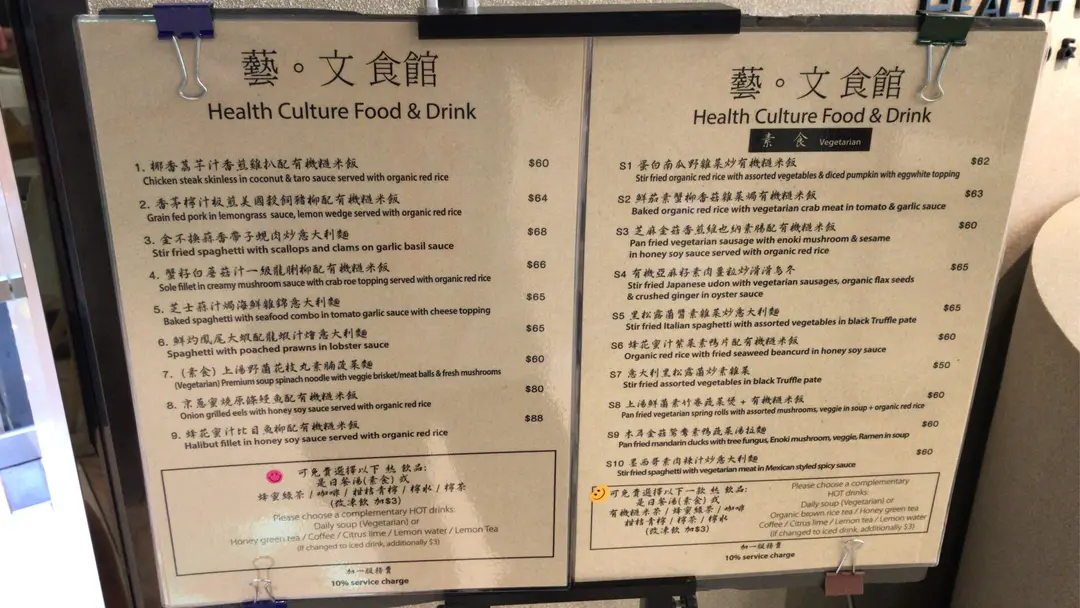 HEALTH
&
藝。文食館
Health Culture Food & Drink
1. 椰香荔芋汁香煎雞扒配有機糙米飯 $60
Chicken steak skinless in coconut & taro sauce served with organic red rice
2. 香茅檸汁板煎美國穀飼豬柳配有機糙米飯 $64
Grain fed pork in lemongrass sauce, lemon wedge served with organic red rice
3. 金不換蒜香帶子蜆肉炒意大利麵 $68
Stir fried spaghetti with scallops and clams on garlic basil sauce
4. 蟹籽白蘑菇汁一級龍脷柳配有機糙米飯 $66
Sole fillet in creamy mushroom sauce with crab roe topping served with organic red rice
5. 芝士蒜汁焗海鮮雜錦意大利麵 $65
Baked spaghetti with seafood combo in tomato garlic sauce with cheese topping
6. 鮮灼鳳尾大蝦配龍蝦汁燴意大利麵 $65
Spaghetti with poached prawns in lobster sauce
7. (素食) 上湯野菌花枝丸素腩菠菜麵 $60
(Vegetarian) Premium soup spinach noodle with veggie brisket/meat balls & fresh mushrooms
8. 京葱蜜燒原條鰻魚配有機糙米飯 $80
Onion grilled eels with honey soy sauce served with organic red rice
9. 蜂花蜜汁比目魚柳配有機糙米飯 $88
Halibut fillet in honey soy sauce served with organic red rice
可免費選擇以下 熱 飲品:
是日餐湯(素食) 或
蜂蜜綠茶 / 咖啡 / 柑桔青檸 / 檸水 / 檸茶
(改凍飲 加$3)
Please choose a complementary HOT drinks:
Daily soup (Vegetarian) or
Honey green tea / Coffee / Citrus lime / Lemon water / Lemon Tea
(If changed to iced drink, additionally $3)
加一服務費
10% service charge
藝。文食館
Health Culture Food & Drink
素 食 Vegetarian
S1 蛋白南瓜野雜菜炒有機糙米飯 $62
Stir fried organic red rice with assorted vegetables & diced pumpkin with eggwhite topping
S2 鮮茄素蟹柳香菇雜菜焗有機糙米飯 $63
Baked organic red rice with vegetarian crab meat in tomato & garlic sauce
S3 芝麻金菇香煎維也納素腸配有機糙米飯 $60
Pan fried vegetarian sausage with enoki mushroom & sesame
in honey soy sauce served with organic red rice
S4 有機亞麻籽素肉薑粒炒清清烏冬 $65
Stir fried Japanese udon with vegetarian sausages, organic flax seeds
& crushed ginger in oyster sauce
S5 黑松露菌醬素雜菜炒意大利麵 $65
Stir fried Italian spaghetti with assorted vegetables in black Truffle pate
S6 蜂花蜜汁紫菜素鴨片配有機糙米飯 $60
Organic red rice with fried seaweed beancurd in honey soy sauce
S7 意大利黑松露菌炒素雜菜 $50
Stir fried assorted vegetables in black Truffle pate
S8 上湯鮮菌素竹卷蔬菜煲 + 有機糙米飯 $60
Pan fried vegetarian spring rolls with assorted mushrooms, veggie in soup + organic red rice
S9 木耳金菇鴛鴦素鴨蔬菜湯拉麵 $60
Pan fried mandarin ducks with tree fungus, Enoki mushroom, veggie, Ramen in soup
S10 墨西哥素肉辣汁炒意大利麵 $60
Stir fried spaghetti with vegetarian meat in Mexican styled spicy sauce
可免費選擇以下一款 熱 飲品:
是日餐湯(素食) 或
有機糙米茶 / 蜂蜜綠茶 / 咖啡
柑桔青檸 / 檸茶 / 檸水
(改凍飲 加$3)
Please choose a complementary
HOT drinks:
Daily soup (Vegetarian) or
Organic brown rice tea / Honey green tea
Coffee / Citrus lime / Lemon tea / Lemon water
(If changed to iced drink, additionally $3)
加一服務費
10% service charge